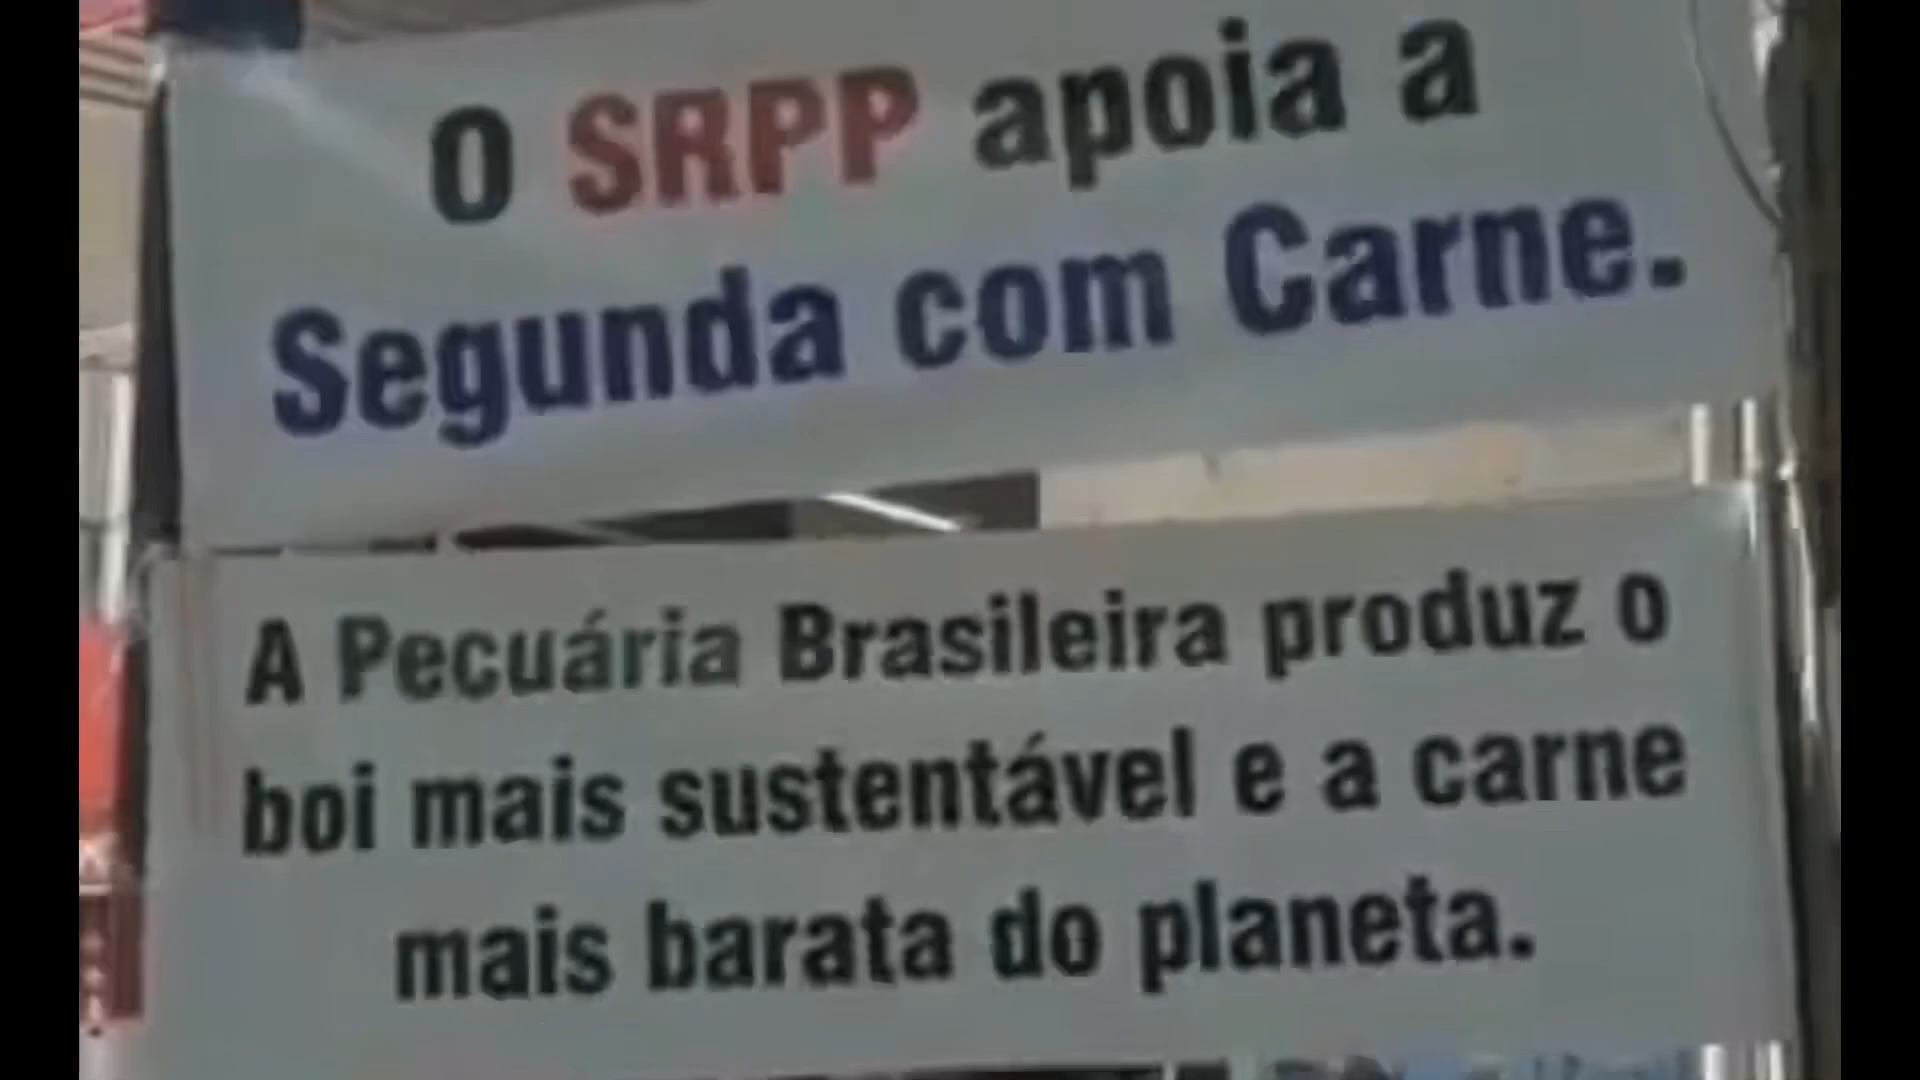 O SRPP apoia a
Segunda com Carne.
A Pecuária Brasileira produz o
boi mais sustentável e a carne
mais barata do planeta.